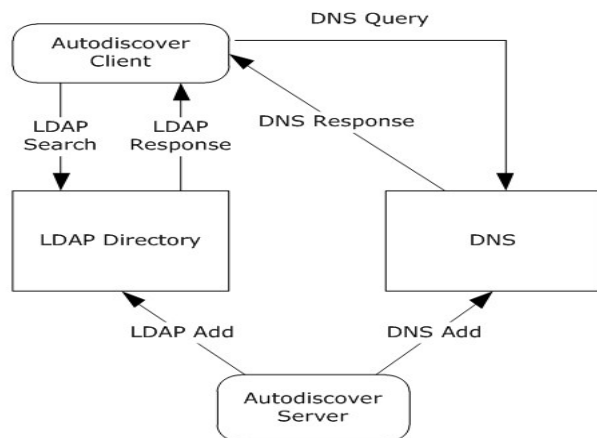 DNS Query
Autodiscover
Client
DNS Response
LDAP
Search
LDAP
Response
LDAP Directory
DNS
LDAP Add
DNS Add
Autodiscover
Server